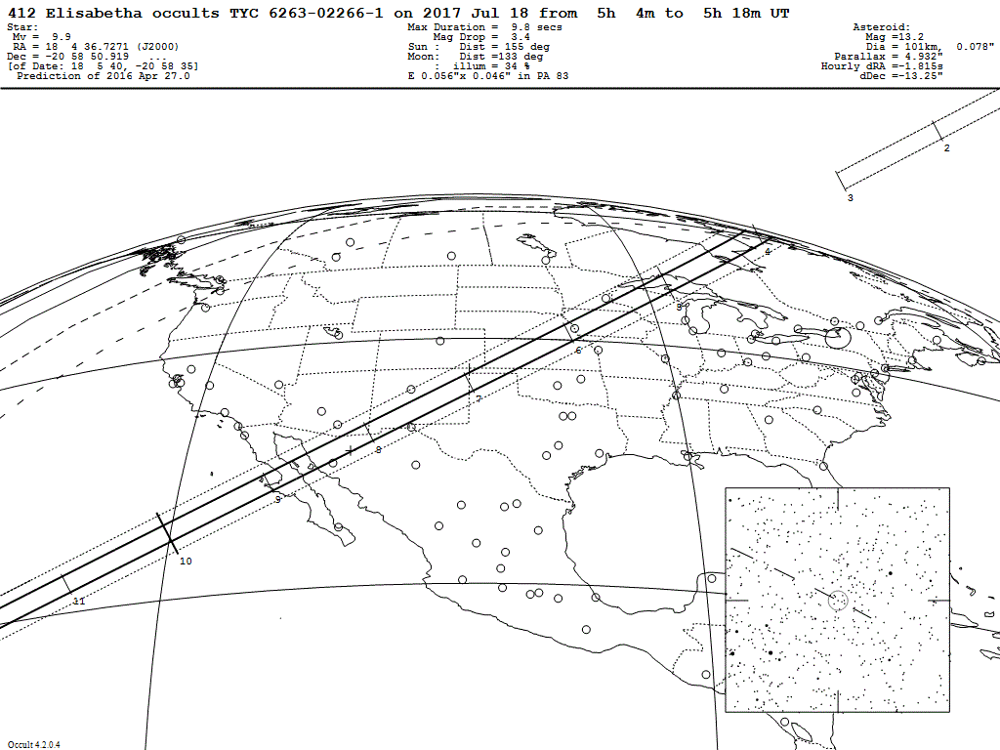 412 Elisabetha occults TYC 6263-02266-1 on 2017 Jul 18 from  5h  4m to  5h 18m UT
Star:
Mv =  9.9
RA = 18  4 36.7271 (J2000)
Dec = -20 58 50.919   ...
[of Date: 18  5 40, -20 58 35]
Prediction of 2016 Apr 27.0
Max Duration =  9.8 secs
Mag Drop =  3.4
Sun :   Dist = 155 deg
Moon:   Dist =133 deg
:  illum = 34 %
E 0.056"x 0.046" in PA 83
Asteroid:
Mag =13.2
Dia = 101km,  0.078"
Parallax = 4.932"
Hourly dRA =-1.815s
dDec =-13.25"
2
3
4
5
6
7
8
9
10
11
Occult 4.2.0.4